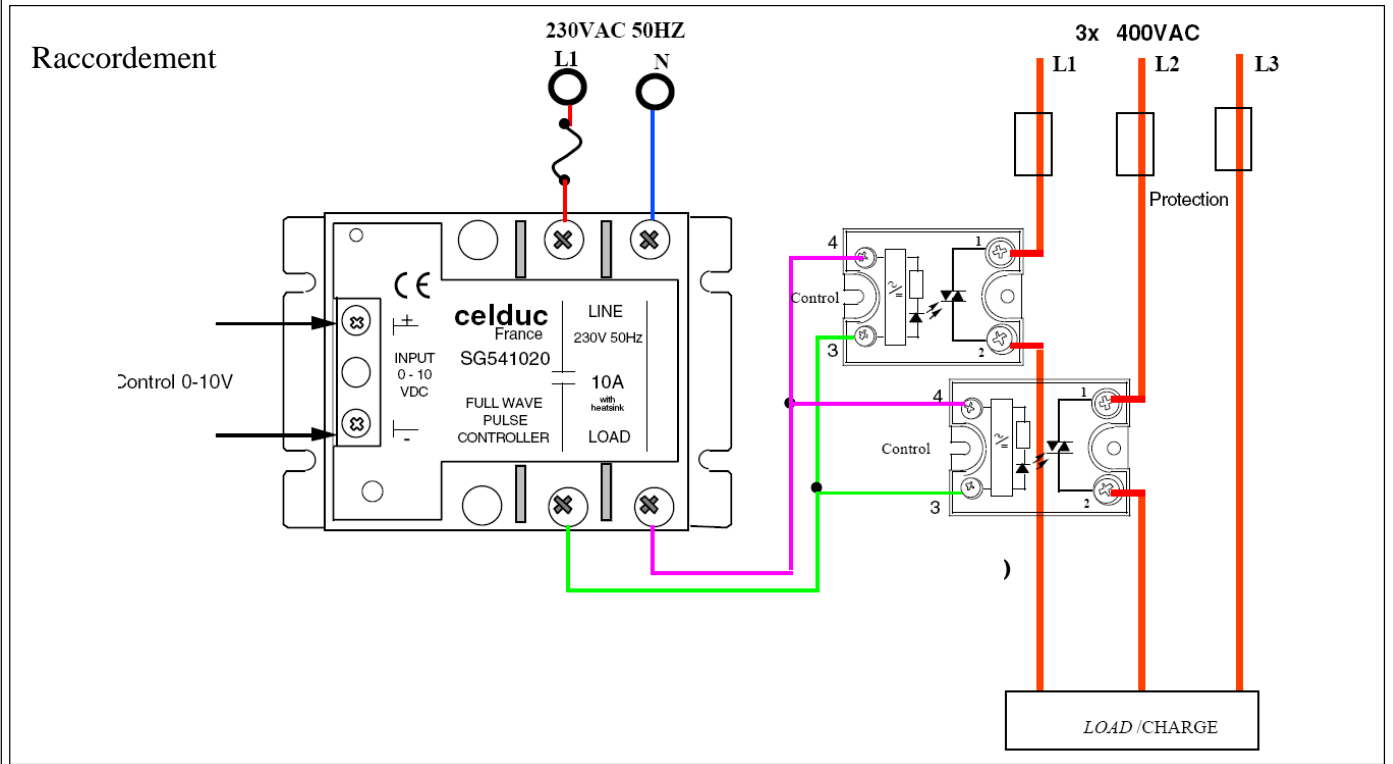 Raccordement
230VAC 50HZ
L1
N
3x 400VAC
L1
L2
L3
Protection
Control 0-10V
+
INPUT
0 - 10
VDC
-
CE
celduc
France
SG541020
FULL WAVE
PULSE
CONTROLLER
LINE
230V 50Hz
10A
with
heatsink
LOAD
4
Control
3
~/=
1
2
4
Control
3
~/=
1
2
)
LOAD /CHARGE